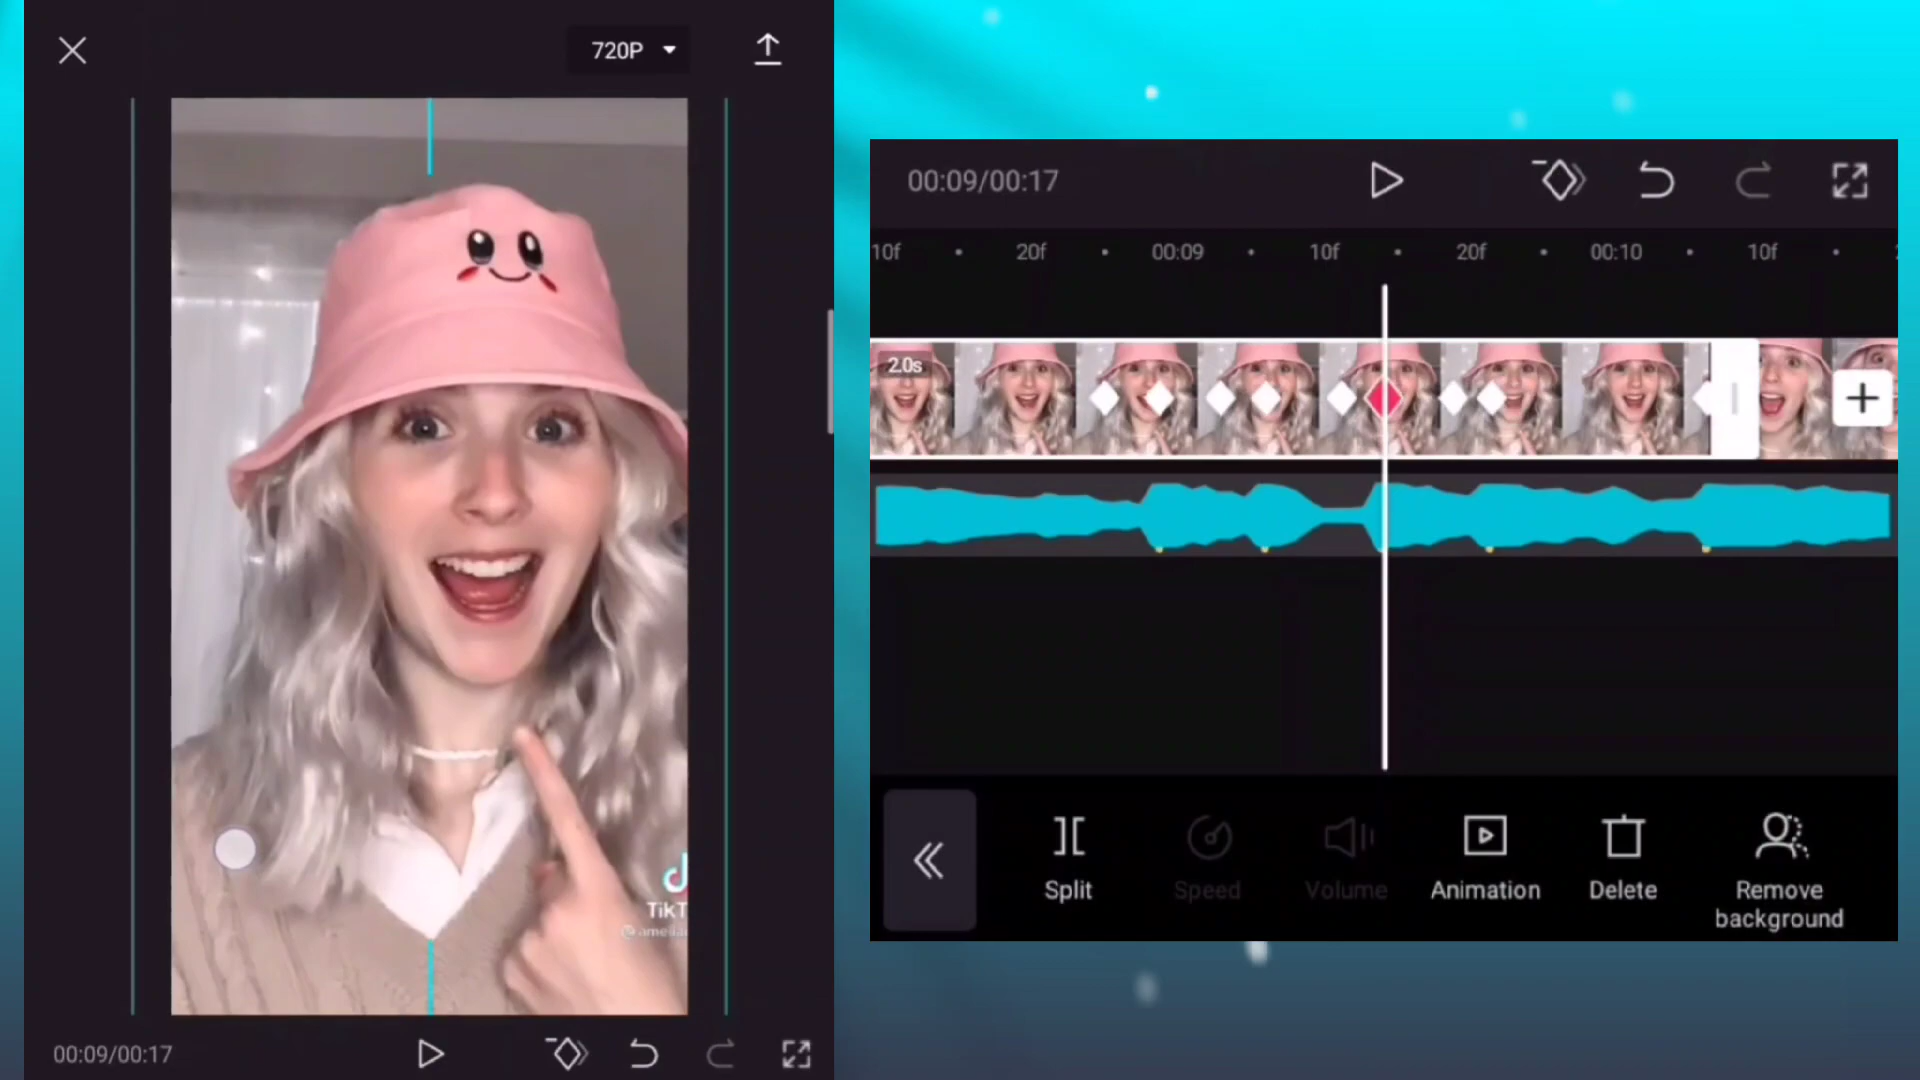 720P
TikT
@amelia
00:09/00:17
00:09/00:17
10f 20f 00:09 10f 20f 00:10 10f
2.0s
Split
Speed
Volume
Animation
Delete
Remove
background